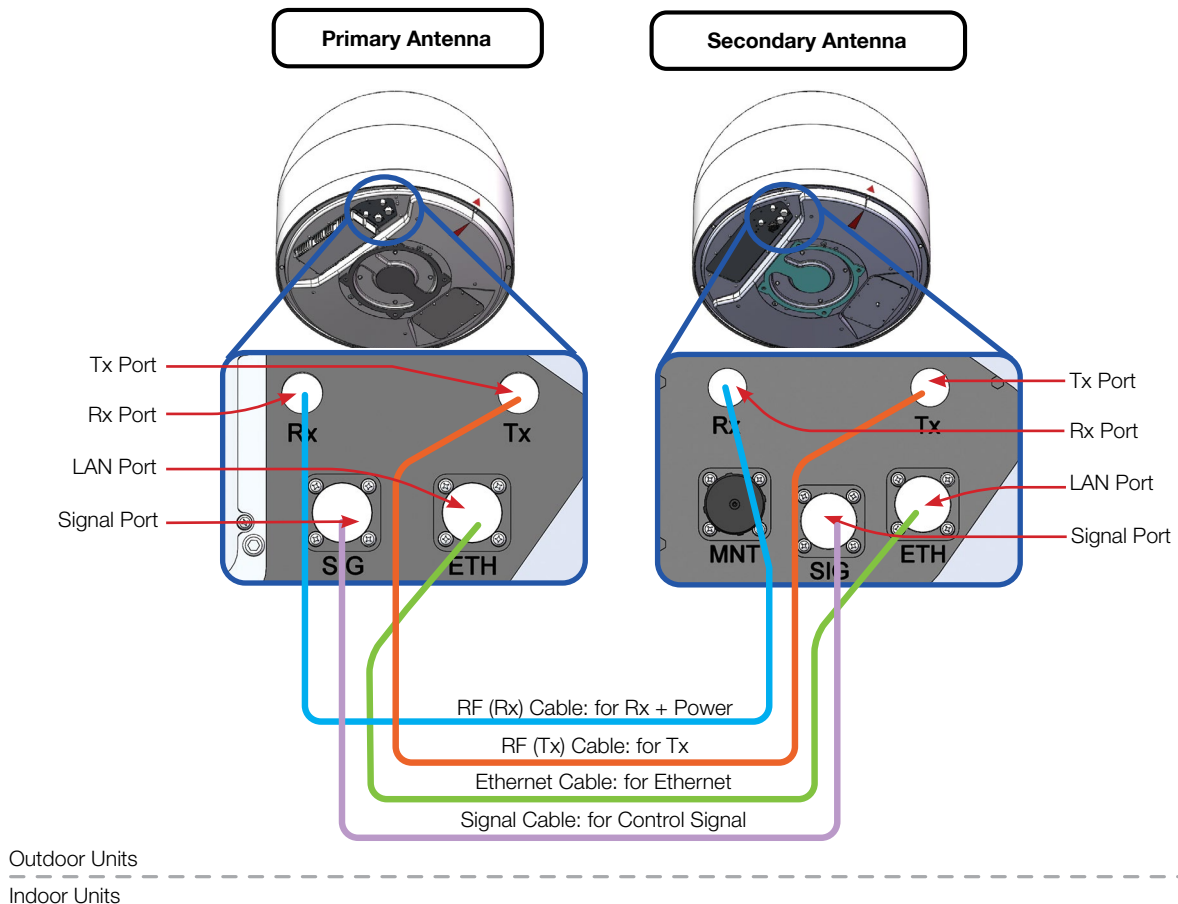 Primary Antenna
Secondary Antenna
Tx Port
Rx Port
LAN Port
Signal Port
Rx
Tx
SIG
ETH
Rx
Tx
MNT
SIG
ETH
Tx Port
Rx Port
LAN Port
Signal Port
RF (Rx) Cable: for Rx + Power
RF (Tx) Cable: for Tx
Ethernet Cable: for Ethernet
Signal Cable: for Control Signal
Outdoor Units
Indoor Units